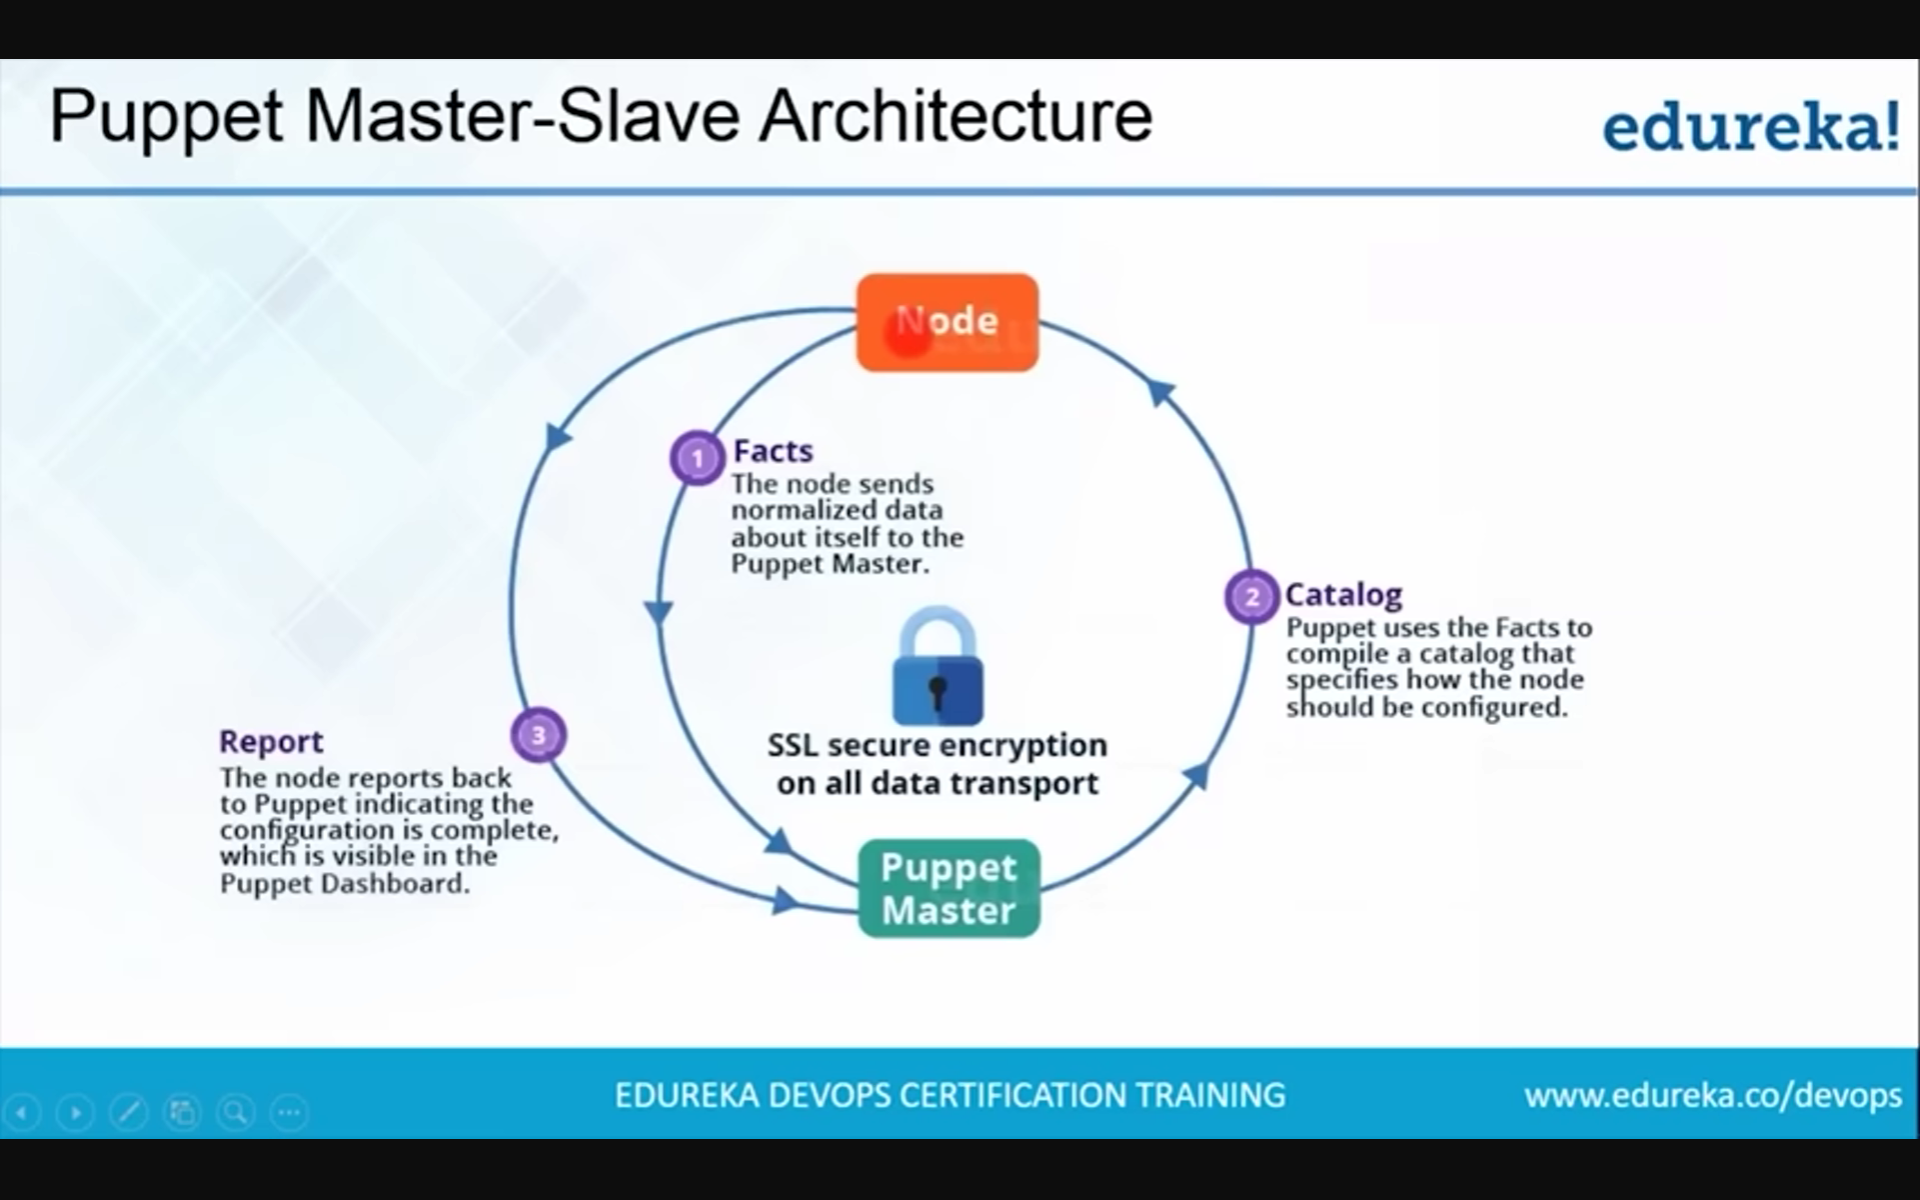 Puppet Master-Slave Architecture
edureka!
Node
1
Facts
The node sends
normalized data
about itself to the
Puppet Master.
2
Catalog
Puppet uses the Facts to
compile a catalog that
specifies how the node
should be configured.
SSL secure encryption
on all data transport
3
Report
The node reports back
to Puppet indicating the
configuration is complete,
which is visible in the
Puppet Dashboard.
Puppet
Master
EDUREKA DEVOPS CERTIFICATION TRAINING
www.edureka.co/devops